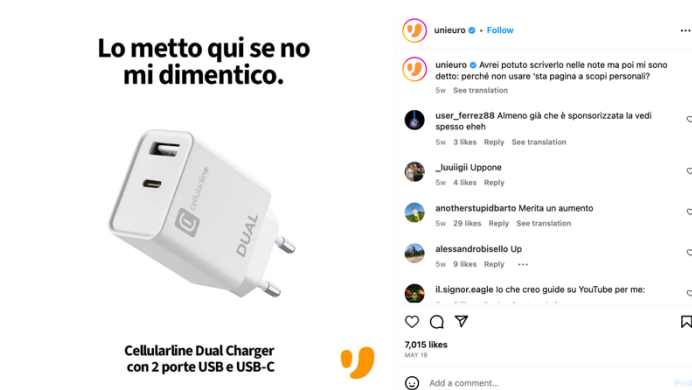 Lo metto qui se no
mi dimentico.
cellularline
DUAL
Cellularline Dual Charger
con 2 porte USB e USB-C
unieuro • Follow
unieuro Avrei potuto scriverlo nelle note ma poi mi sono
detto: perché non usare ‘sta pagina a scopi personali?
5w See translation
user_ferrez88 Almeno già che è sponsorizzata la vedi
spesso eheh
5w 3 likes Reply See translation
_luuiigii Uppone
5w 4 likes Reply
anotherstupidbarto Merita un aumento
5w 29 likes Reply See translation
alessandrobisello Up
5w 9 likes Reply •••
il.signor.eagle Io che creo guide su YouTube per me:
7,015 likes
MAY 19
Add a comment...
Post